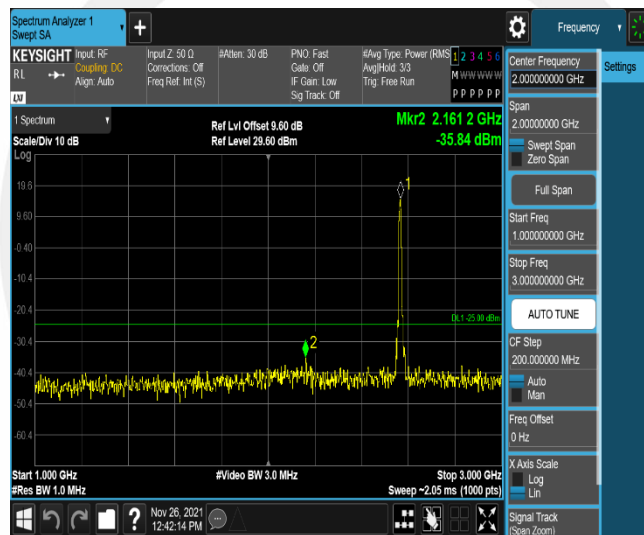 Spectrum Analyzer 1
Swept SA
Frequency
KEYSIGHT
RL
LXI
Input: RF
Coupling: DC
Align: Auto
Input Z: 50 Ω
Corrections: Off
Freq Ref: Int (S)
#Atten: 30 dB
PNO: Fast
Gate: Off
IF Gain: Low
Sig Track: Off
#Avg Type: Power (RMS
Avg|Hold: 3/3
Trig: Free Run
1 2 3 4 5 6
M W W W W W
P P P P P P
1 Spectrum
Scale/Div 10 dB
Log
Ref Lvl Offset 9.60 dB
Ref Level 29.60 dBm
Mkr2 2.161 2 GHz
-35.84 dBm
19.6
9.60
-0.40
-10.4
-20.4
-30.4
-40.4
-50.4
-60.4
1
DL1 -25.00 dBm
2
Start 1.000 GHz
#Res BW 1.0 MHz
#Video BW 3.0 MHz
Stop 3.000 GHz
Sweep ~2.05 ms (1000 pts)
Nov 26, 2021
12:42:14 PM
Center Frequency
2.000000000 GHz
Span
2.00000000 GHz
Swept Span
Zero Span
Full Span
Start Freq
1.000000000 GHz
Stop Freq
3.000000000 GHz
AUTO TUNE
CF Step
200.000000 MHz
Auto
Man
Freq Offset
0 Hz
X Axis Scale
Log
Lin
Signal Track
(Span Zoom)
Settings